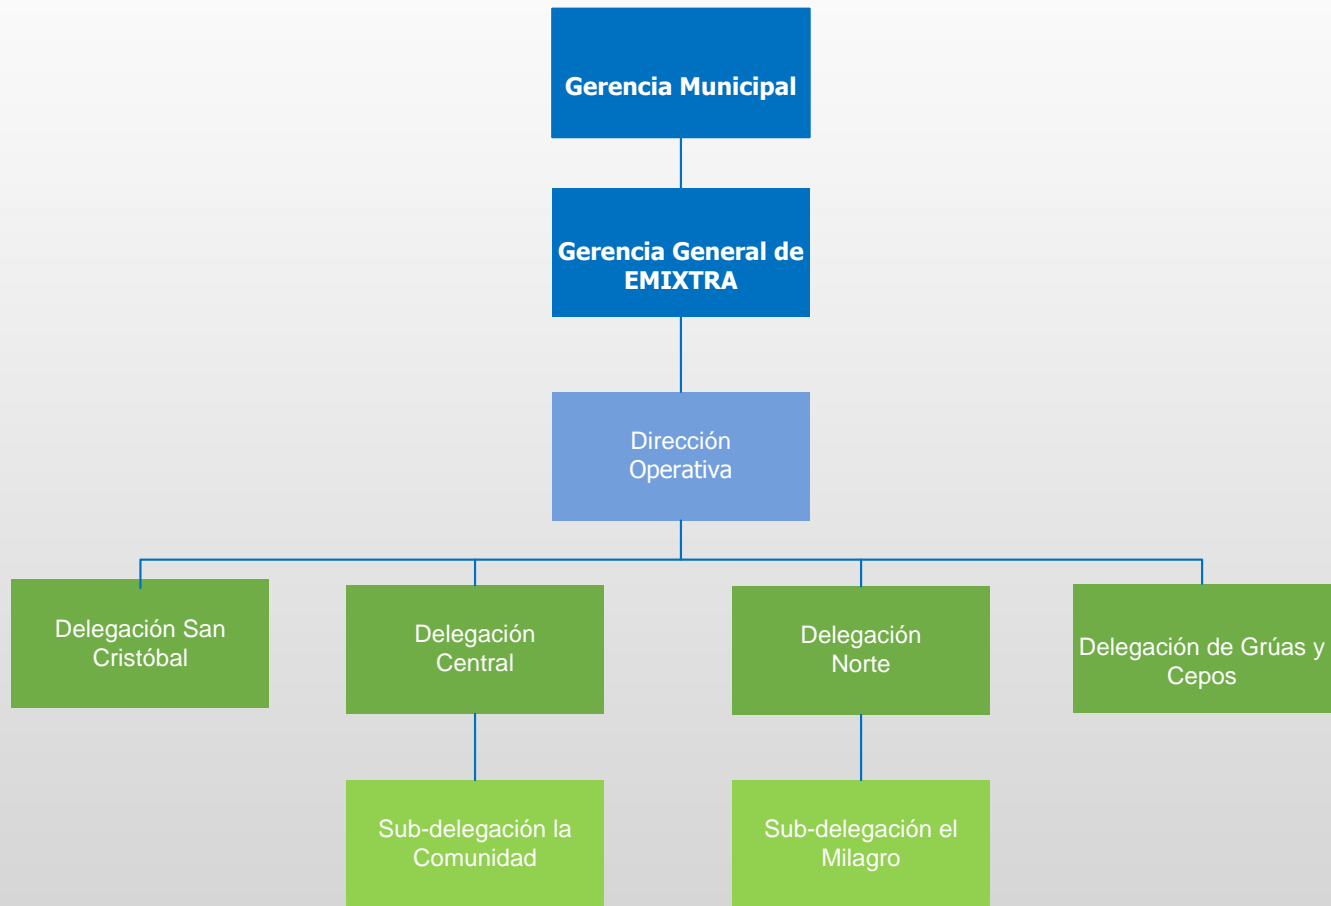 Gerencia Municipal
Gerencia General de
EMIXTRA
Dirección
Operativa
Delegación San
Cristóbal
Delegación
Central
Delegación
Norte
Delegación de Grúas y
Cepos
Sub-delegación la
Comunidad
Sub-delegación el
Milagro